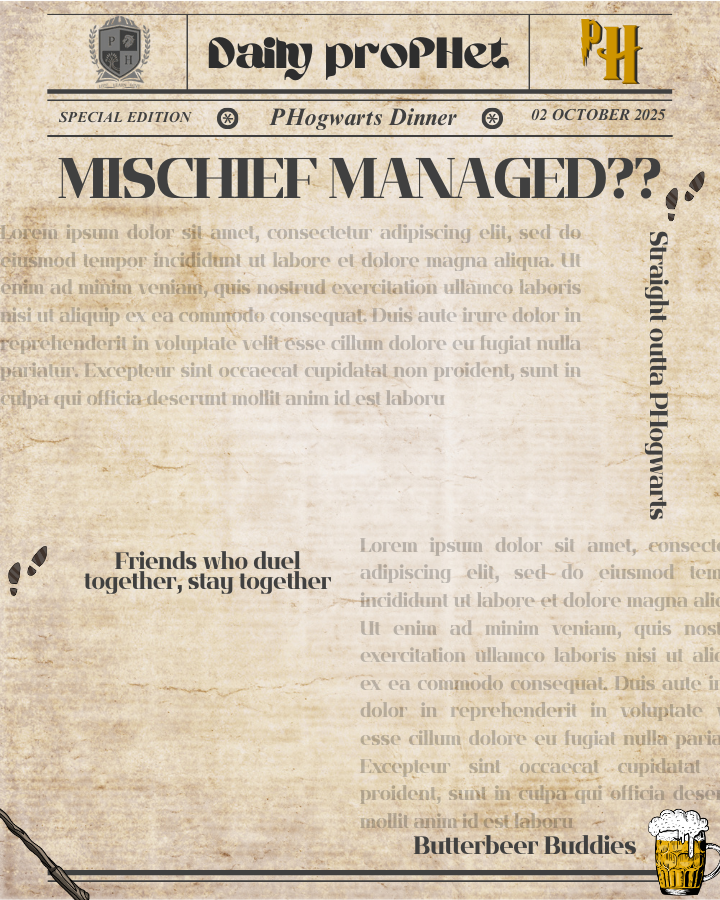 P H
Daily proPHet
PH
SPECIAL EDITION
PHogwarts Dinner
02 OCTOBER 2025
MISCHIEF MANAGED??
Lorem ipsum dolor sit amet, consectetur adipiscing elit, sed do
eiusmod tempor incididunt ut labore et dolore magna aliqua. Ut
enim ad minim veniam, quis nostrud exercitation ullamco laboris
nisi ut aliquip ex ea commodo consequat. Duis aute irure dolor in
reprehenderit in voluptate velit esse cillum dolore eu fugiat nulla
pariatur. Excepteur sint occaecat cupidatat non proident, sunt in
culpa qui officia deserunt mollit anim id est laboru
Straight outta PHogwarts
Friends who duel
together, stay together
Lorem ipsum dolor sit amet, consecte
adipiscing elit, sed do eiusmod tem
incididunt ut labore et dolore magna aliq
Ut enim ad minim veniam, quis nost
exercitation ullamco laboris nisi ut aliq
ex ea commodo consequat. Duis aute i
dolor in reprehenderit in voluptate v
esse cillum dolore eu fugiat nulla paria
Excepteur sint occaecat cupidatat
proident, sunt in culpa qui officia deser
mollit anim id est laboru
Butterbeer Buddies